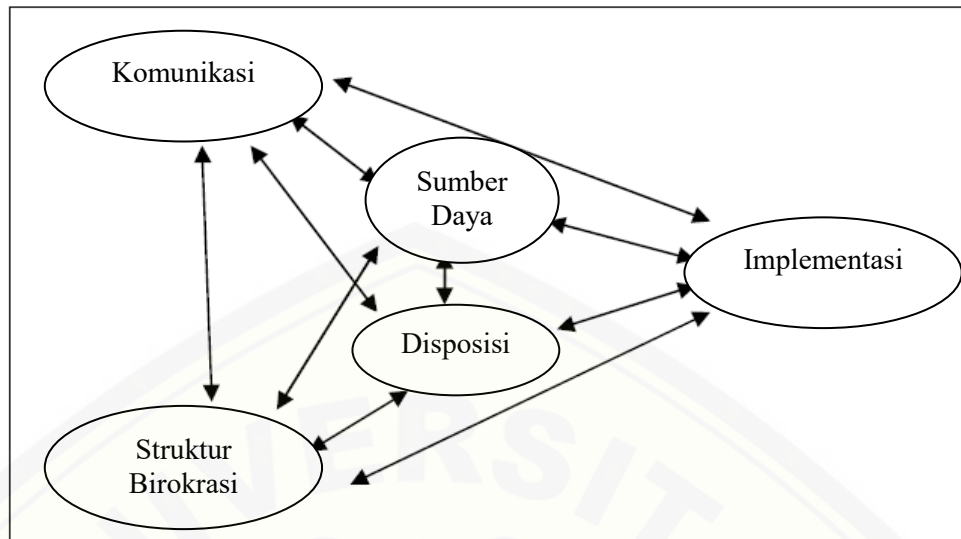 Komunikasi
Sumber
Daya
Implementasi
Disposisi
Struktur
Birokrasi